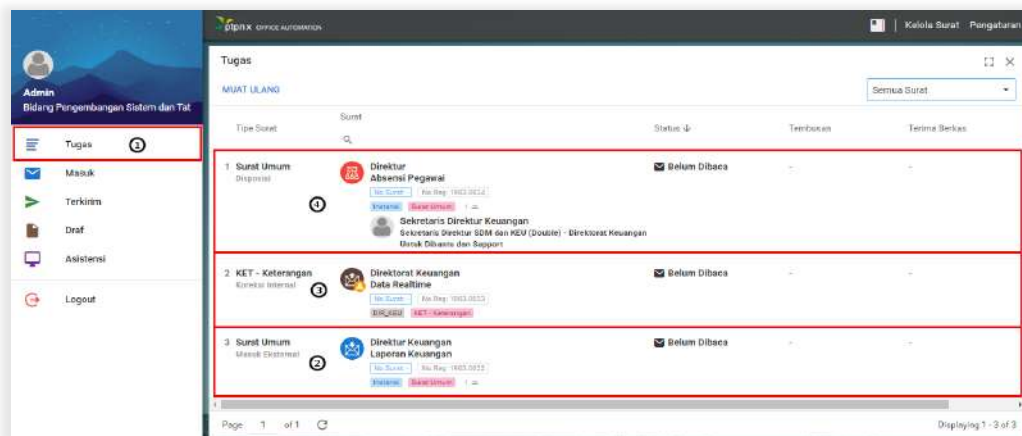 ptpnx OFFICE AUTOMATION
Kelola Surat Pengaturan
Admin
Bidang Pengembangan Sistem dan Tat
Tugas 1
Masuk
Terkirim
Draf
Asistensi
Logout
Tugas
MUAT ULANG
Semua Surat
Tipe Surat Surat Status Tembusan Terima Berkas
1 Surat Umum Direktur Belum Dibaca - -
Disposisi Absensi Pegawai
4 No Surat - No Reg: 1903.0034
Instansi Surat Umum 1
Sekretaris Direktur Keuangan
Sekretaris Direktur SDM dan KEU (Double) - Direktorat Keuangan
Untuk Dibantu dan Support
2 KET - Keterangan Direktorat Keuangan Belum Dibaca - -
Koreksi Internal 3 Data Realtime
No Surat - No Reg: 1903.0033
DIR_KEU KET - Keterangan
3 Surat Umum Direktur Keuangan Belum Dibaca - -
Masuk Eksternal 2 Laporan Keuangan
No Surat - No Reg:
Instansi Surat Umum 1
Page 1 of 1
Displaying 1 - 3 of 3